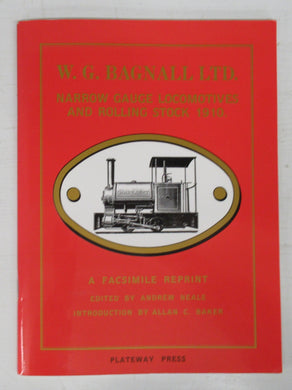 W. G. BAGNALL LTD.
NARROW GAUGE LOCOMOTIVES
AND ROLLING STOCK 1910.
A FACSIMILE REPRINT
EDITED BY ANDREW NEALE
INTRODUCTION BY ALLAN C. BAKER
PLATEWAY PRESS